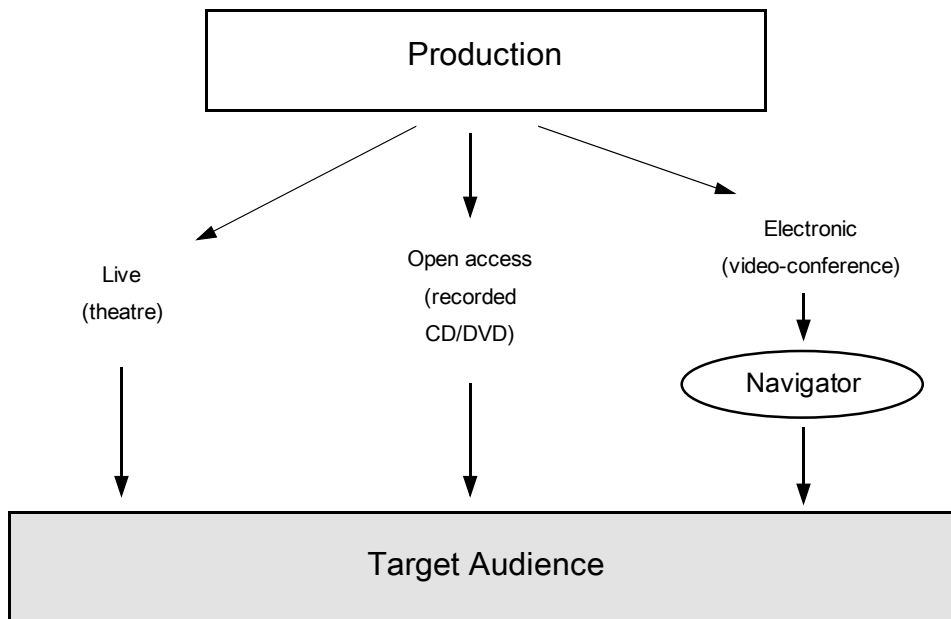 Production
Live
(theatre)
Open access
(recorded
CD/DVD)
Electronic
(video-conference)
Navigator
Target Audience